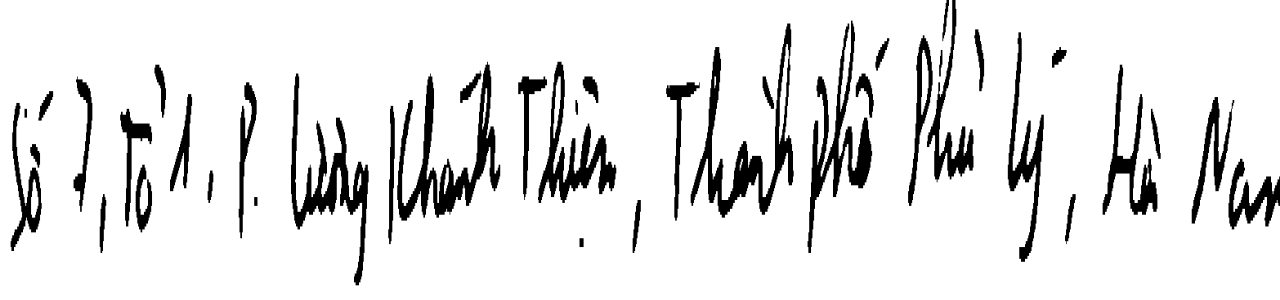 Số 7, Tổ 1, P. Lương Khánh Thiện, Thành phố Phủ Lý, Hà Nam